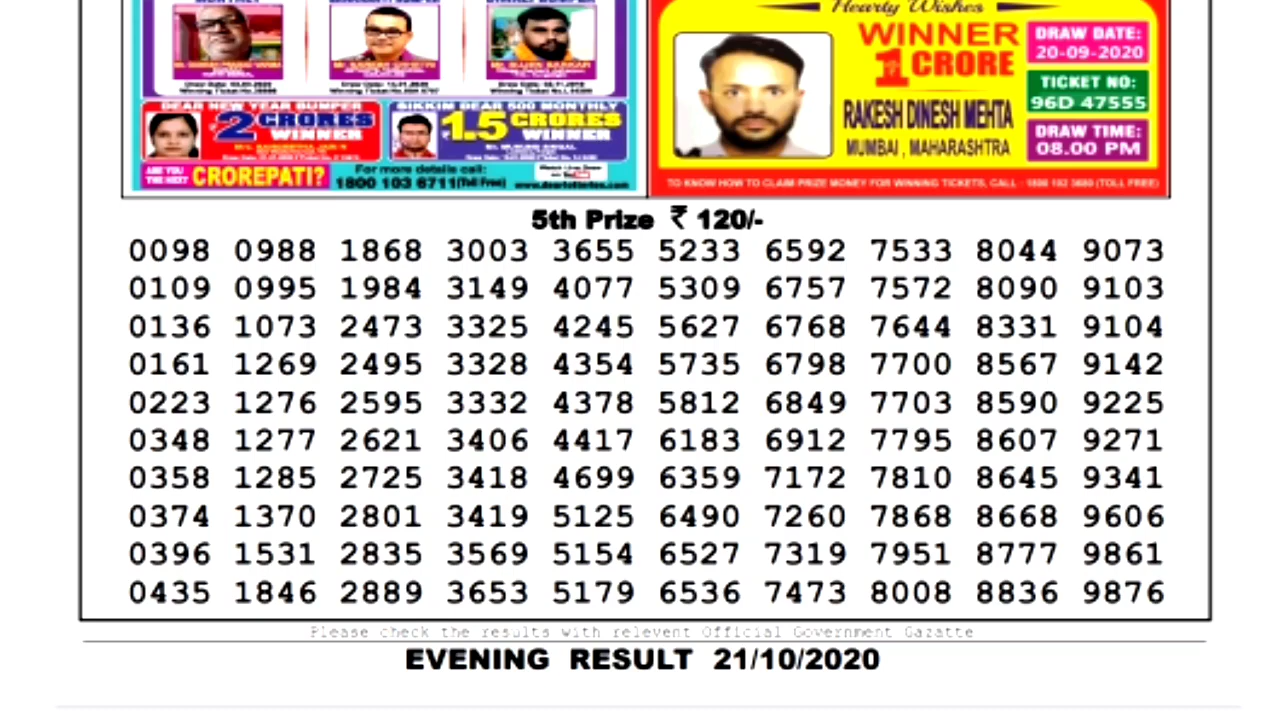 Hearty Wishes
WINNER
1 CRORE
RAKESH DINESH MEHTA
MUMBAI, MAHARASHTRA
DRAW DATE:
20-09-2020
TICKET NO:
96D 47555
DRAW TIME:
08.00 PM
TO KNOW HOW TO CLAIM PRIZE MONEY FOR WINNING TICKETS, CALL : 1800 103 3680 (TOLL FREE)
DEAR NEW YEAR BUMPER
₹2 CRORES
WINNER
SIKKIM DEAR 500 MONTHLY
₹1.5 CRORES
WINNER
ARE YOU
THE NEXT
CROREPATI?
For more details call:
1800 103 6711(Toll Free)
www.dearlotteries.com
5th Prize ₹ 120/-
0098 0988 1868 3003 3655 5233 6592 7533 8044 9073
0109 0995 1984 3149 4077 5309 6757 7572 8090 9103
0136 1073 2473 3325 4245 5627 6768 7644 8331 9104
0161 1269 2495 3328 4354 5735 6798 7700 8567 9142
0223 1276 2595 3332 4378 5812 6849 7703 8590 9225
0348 1277 2621 3406 4417 6183 6912 7795 8607 9271
0358 1285 2725 3418 4699 6359 7172 7810 8645 9341
0374 1370 2801 3419 5125 6490 7260 7868 8668 9606
0396 1531 2835 3569 5154 6527 7319 7951 8777 9861
0435 1846 2889 3653 5179 6536 7473 8008 8836 9876
Please check the results with relevent Official Government Gazatte
EVENING RESULT 21/10/2020